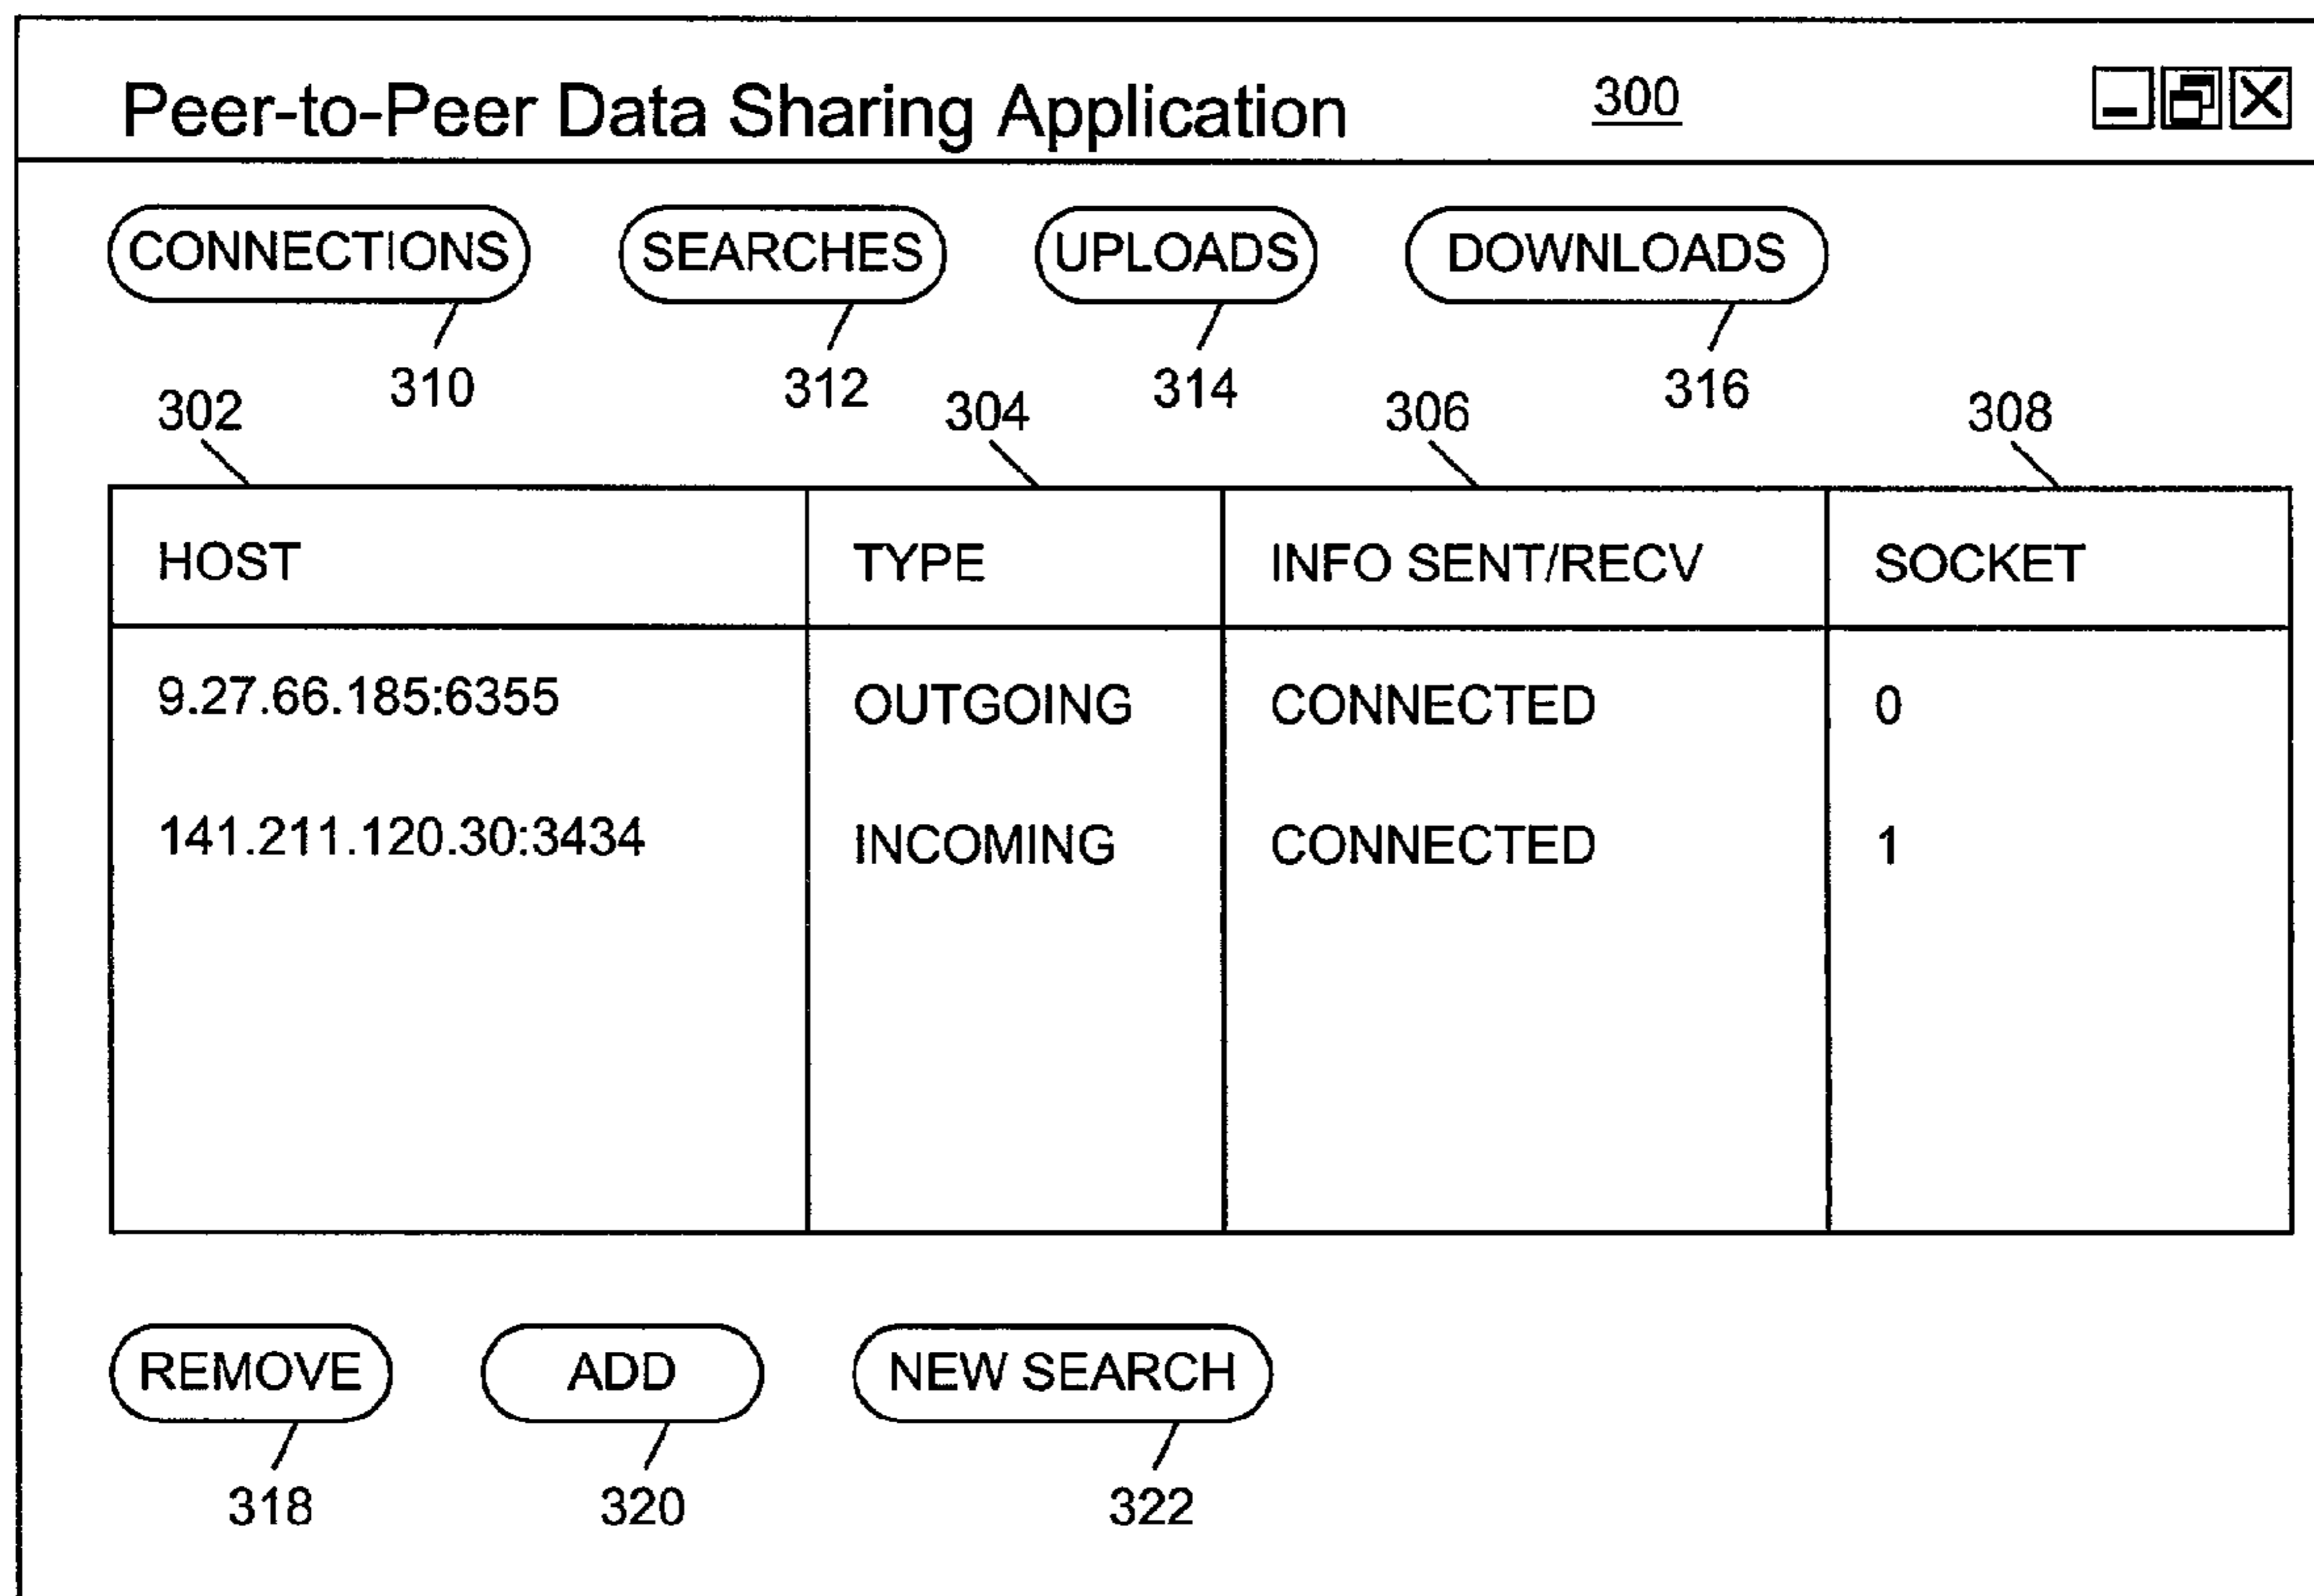 Peer-to-Peer Data Sharing Application 300
CONNECTIONS SEARCHES UPLOADS DOWNLOADS
310 312 314 316
302 304 306 308
HOST TYPE INFO SENT/RECV SOCKET
9.27.66.185:6355 OUTGOING CONNECTED 0
141.211.120.30:3434 INCOMING CONNECTED 1
REMOVE ADD NEW SEARCH
318 320 322